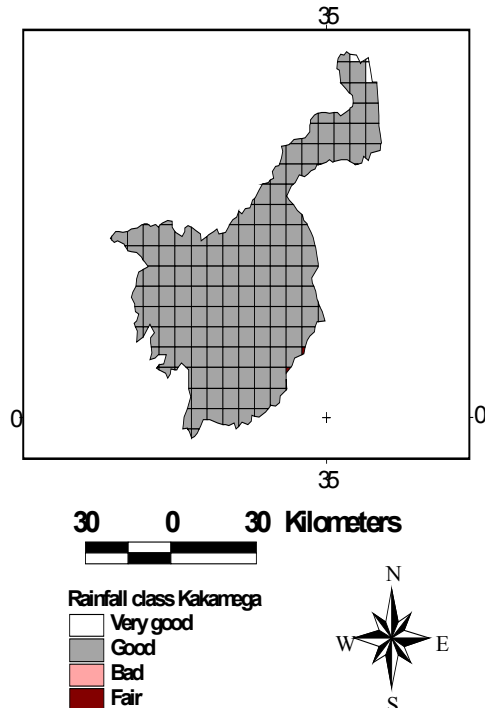 35
0
0
35
30 0 30 Kilometers
Rainfall class Kakamega
Very good
Good
Bad
Fair
N
W E
S